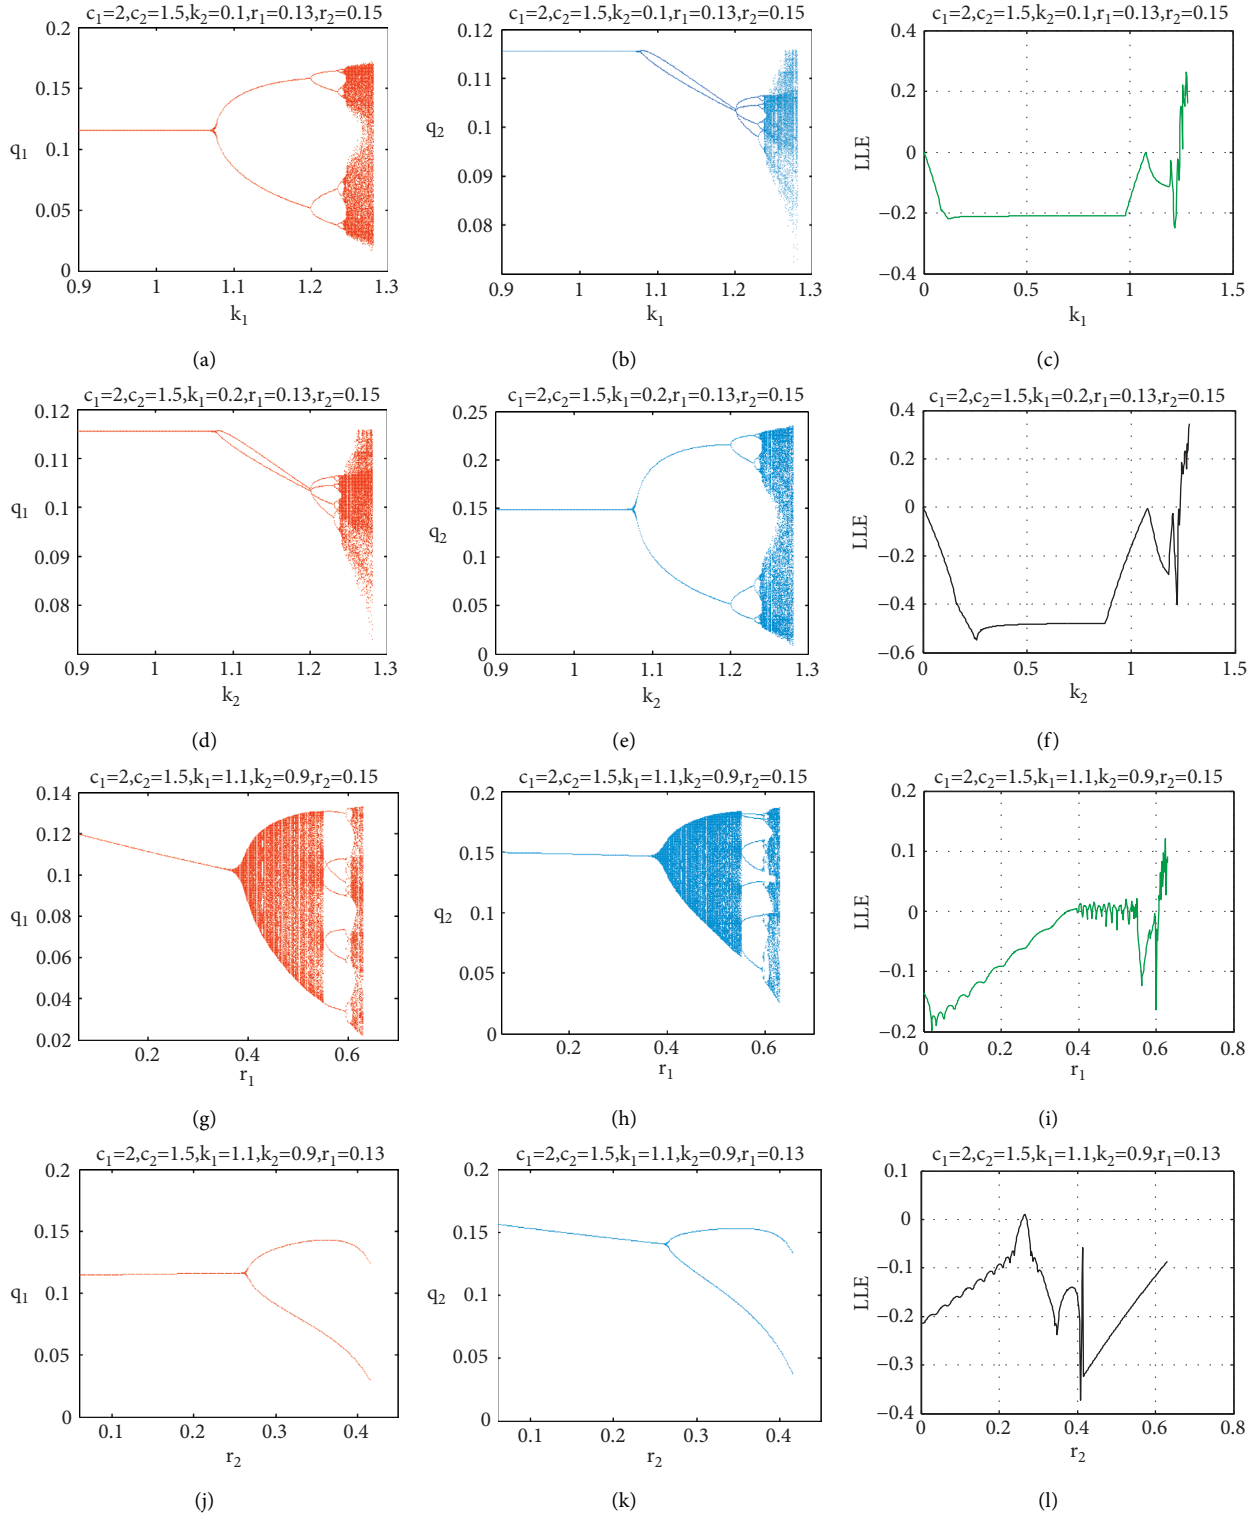 c₁=2,c₂=1.5,k₂=0.1,r₁=0.13,r₂=0.15
0.2
0.15
q₁
0.1
0.05
0
0.9 1 1.1 1.2 1.3
k₁
(a)
c₁=2,c₂=1.5,k₂=0.1,r₁=0.13,r₂=0.15
0.12
0.11
q₂
0.1
0.09
0.08
0.9 1 1.1 1.2 1.3
k₁
(b)
c₁=2,c₂=1.5,k₂=0.1,r₁=0.13,r₂=0.15
0.4
0.2
LLE
0
−0.2
−0.4
0 0.5 1 1.5
k₁
(c)
c₁=2,c₂=1.5,k₁=0.2,r₁=0.13,r₂=0.15
0.12
0.11
q₁
0.1
0.09
0.08
0.9 1 1.1 1.2 1.3
k₂
(d)
c₁=2,c₂=1.5,k₁=0.2,r₁=0.13,r₂=0.15
0.25
0.2
0.15
q₂
0.1
0.05
0
0.9 1 1.1 1.2 1.3
k₂
(e)
c₁=2,c₂=1.5,k₁=0.2,r₁=0.13,r₂=0.15
0.4
0.2
LLE
0
−0.2
−0.4
−0.6
0 0.5 1 1.5
k₂
(f)
c₁=2,c₂=1.5,k₁=1.1,k₂=0.9,r₂=0.15
0.14
0.12
0.1
q₁
0.08
0.06
0.04
0.02
0.2 0.4 0.6
r₁
(g)
c₁=2,c₂=1.5,k₁=1.1,k₂=0.9,r₂=0.15
0.2
0.15
q₂
0.1
0.05
0
0.2 0.4 0.6
r₁
(h)
c₁=2,c₂=1.5,k₁=1.1,k₂=0.9,r₂=0.15
0.2
0.1
LLE
0
−0.1
−0.2
0 0.2 0.4 0.6 0.8
r₁
(i)
c₁=2,c₂=1.5,k₁=1.1,k₂=0.9,r₁=0.13
0.2
0.15
q₁
0.1
0.05
0
0.1 0.2 0.3 0.4
r₂
(j)
c₁=2,c₂=1.5,k₁=1.1,k₂=0.9,r₁=0.13
0.2
0.15
q₂
0.1
0.05
0
0.1 0.2 0.3 0.4
r₂
(k)
c₁=2,c₂=1.5,k₁=1.1,k₂=0.9,r₁=0.13
0.1
0
LLE
−0.1
−0.2
−0.3
−0.4
0 0.2 0.4 0.6 0.8
r₂
(l)